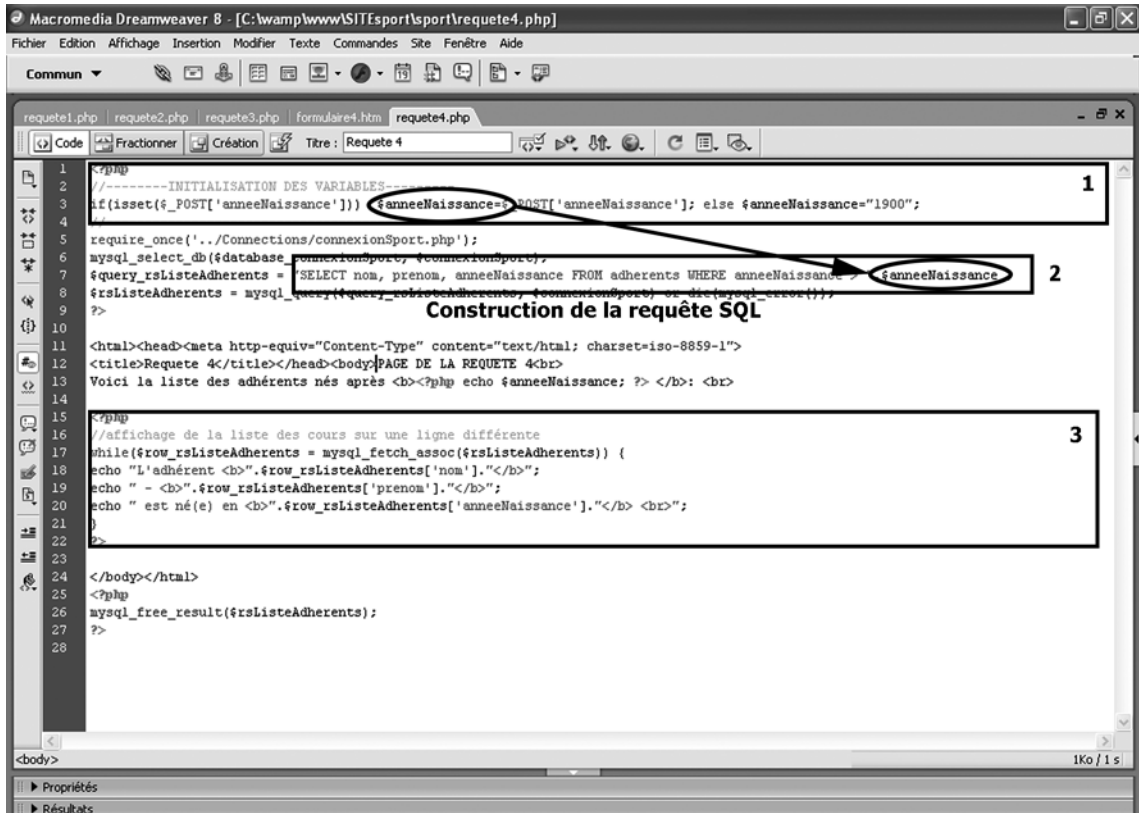 Macromedia Dreamweaver 8 - [C:\wamp\www\SITEsport\sport\requete4.php]
Fichier Edition Affichage Insertion Modifier Texte Commandes Site Fenêtre Aide
Commun
requete1.php requete2.php requete3.php formulaire4.htm requete4.php
Code Fractionner Création Titre : Requete 4
1 <?php
2 //--------INITIALISATION DES VARIABLES----------
3 if(isset($_POST['anneeNaissance'])) $anneeNaissance=$_POST['anneeNaissance']; else $anneeNaissance="1900";
1
4 //
5 require_once('../Connections/connexionSport.php');
6 mysql_select_db($database_connexionSport, $connexionSport);
7 $query_rsListeAdherents = "SELECT nom, prenom, anneeNaissance FROM adherents WHERE anneeNaissance > $anneeNaissance
2
8 $rsListeAdherents = mysql_query($query_rsListeAdherents, $connexionSport) or die(mysql_error());
9 ?>
Construction de la requête SQL
10
11 <html><head><meta http-equiv="Content-Type" content="text/html; charset=iso-8859-1">
12 <title>Requete 4</title></head><body>PAGE DE LA REQUETE 4<br>
13 Voici la liste des adhérents nés après <b><?php echo $anneeNaissance; ?> </b>: <br>
14
15 <?php
16 //affichage de la liste des cours sur une ligne différente
3
17 while($row_rsListeAdherents = mysql_fetch_assoc($rsListeAdherents)) {
18 echo "L'adhérent <b>".$row_rsListeAdherents['nom']."</b>";
19 echo " - <b>".$row_rsListeAdherents['prenom']."</b>";
20 echo " est né(e) en <b>".$row_rsListeAdherents['anneeNaissance']."</b> <br>";
21 }
22 ?>
23
24 </body></html>
25 <?php
26 mysql_free_result($rsListeAdherents);
27 ?>
28
<body> 1Ko / 1 s
Propriétés
Résultats